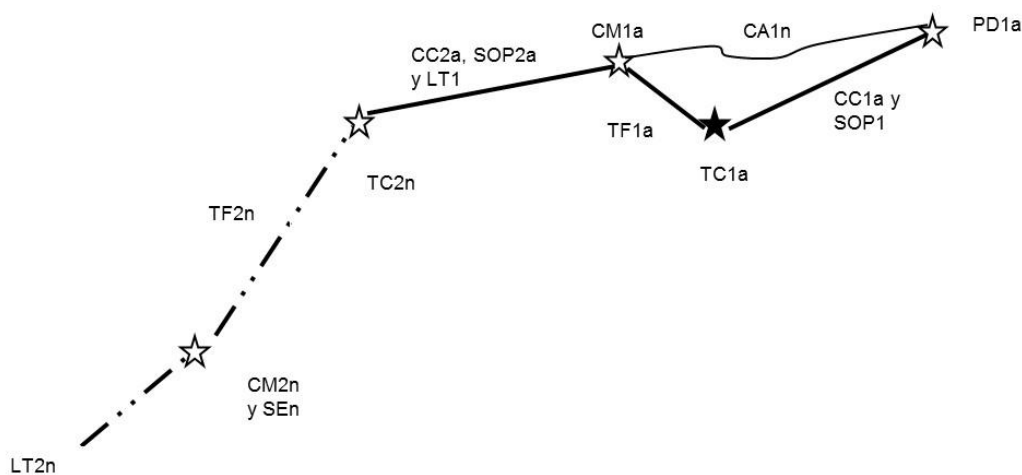 PD1a
CM1a
CA1n
CC2a, SOP2a
y LT1
CC1a y
SOP1
TF1a
TC1a
TC2n
TF2n
CM2n
y SEn
LT2n